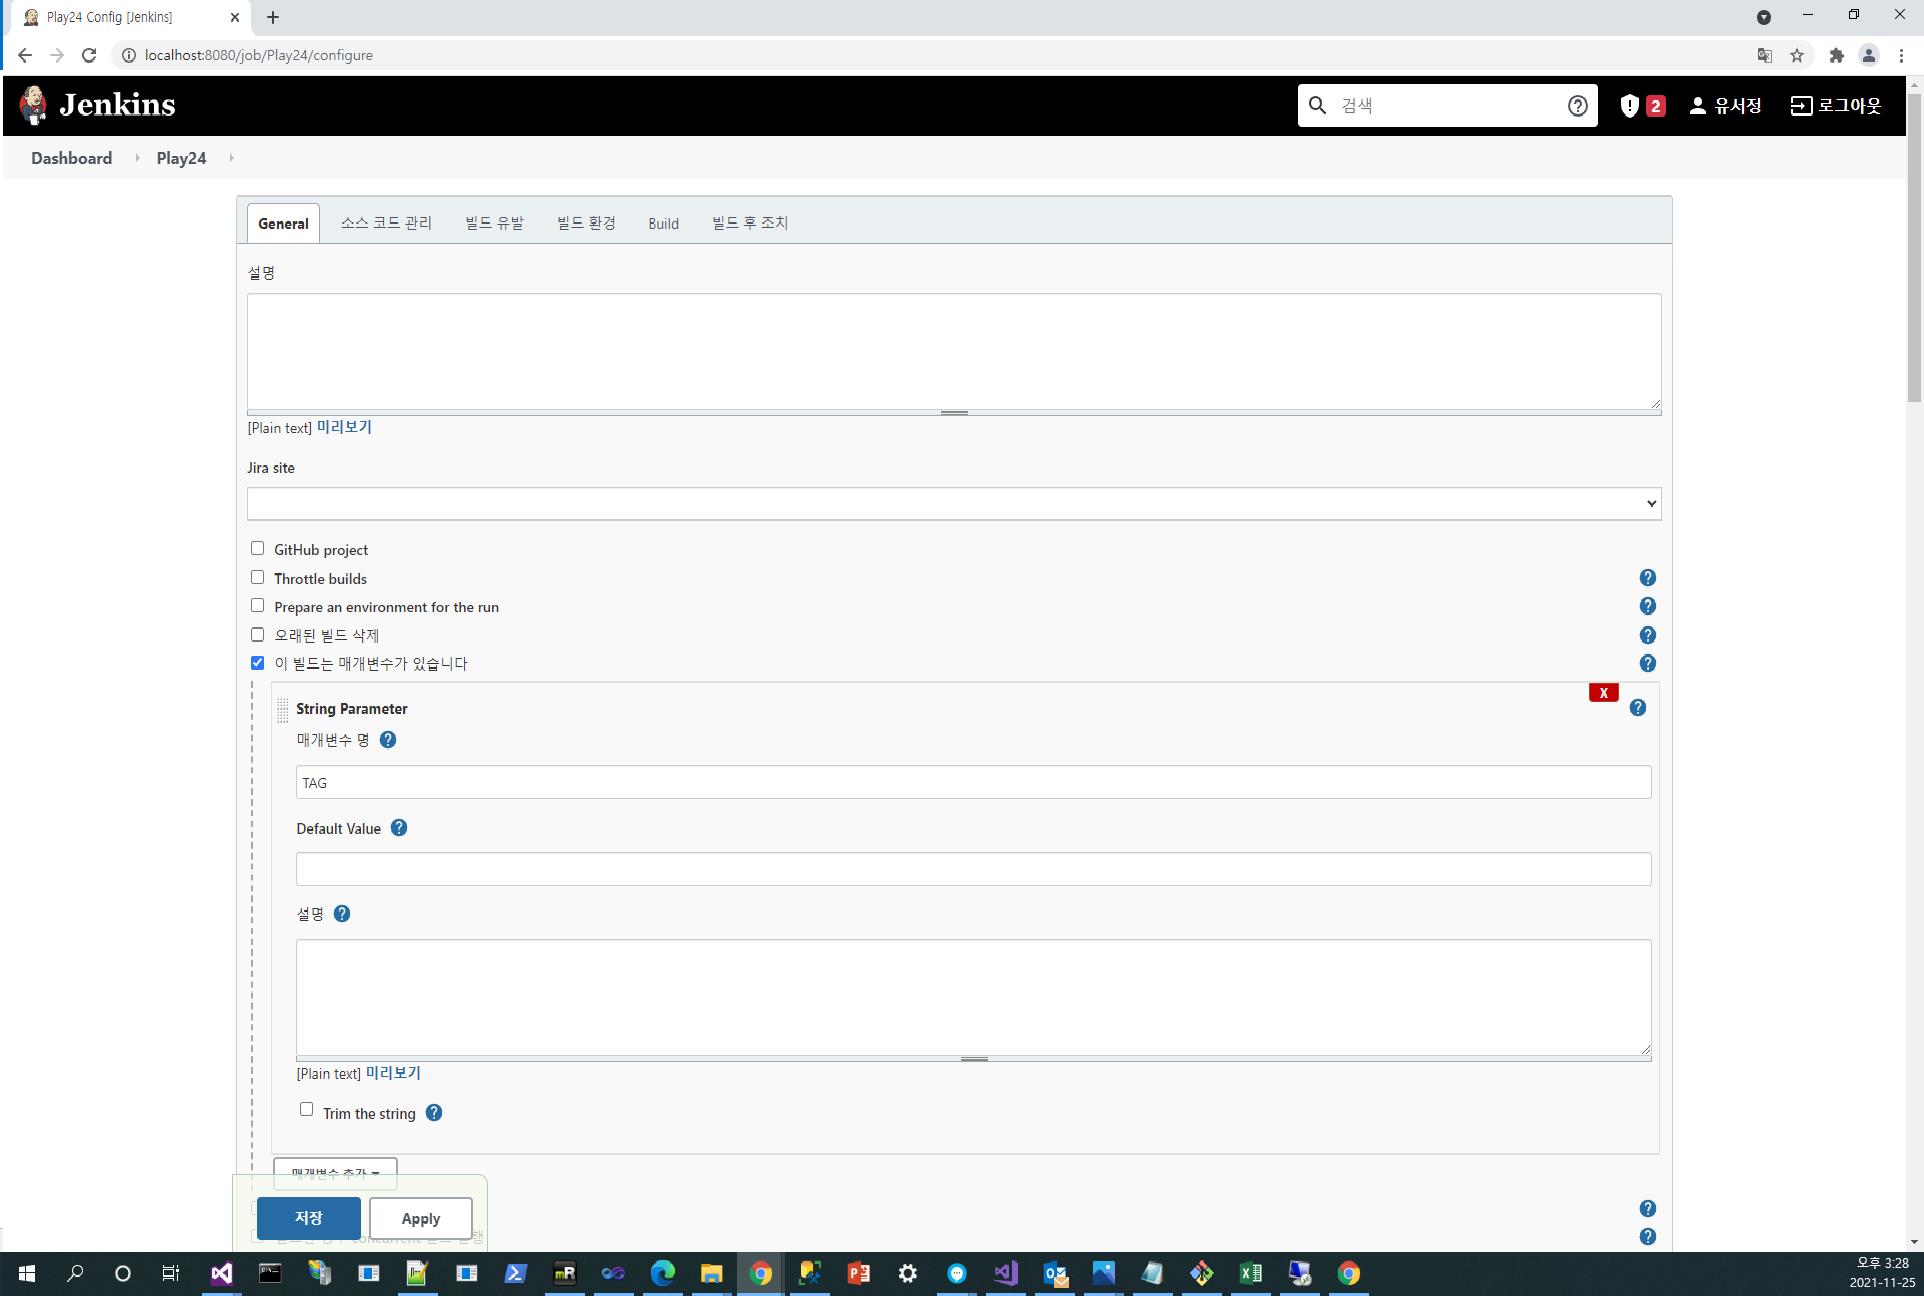 Play24 Config [Jenkins]
localhost:8080/job/Play24/configure
Jenkins
검색
2
유서정
로그아웃
Dashboard
Play24
General
소스 코드 관리
빌드 유발
빌드 환경
Build
빌드 후 조치
설명
[Plain text] 미리보기
Jira site
GitHub project
Throttle builds
Prepare an environment for the run
오래된 빌드 삭제
이 빌드는 매개변수가 있습니다
X
String Parameter
매개변수 명
TAG
Default Value
설명
[Plain text] 미리보기
Trim the string
매개변수 추가
저장
Apply
concurrent
오후 3:28
2021-11-25